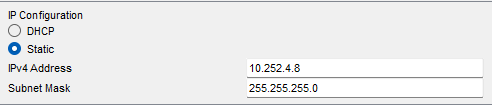 IP Configuration
DHCP
Static
IPv4 Address 10.252.4.8
Subnet Mask 255.255.255.0